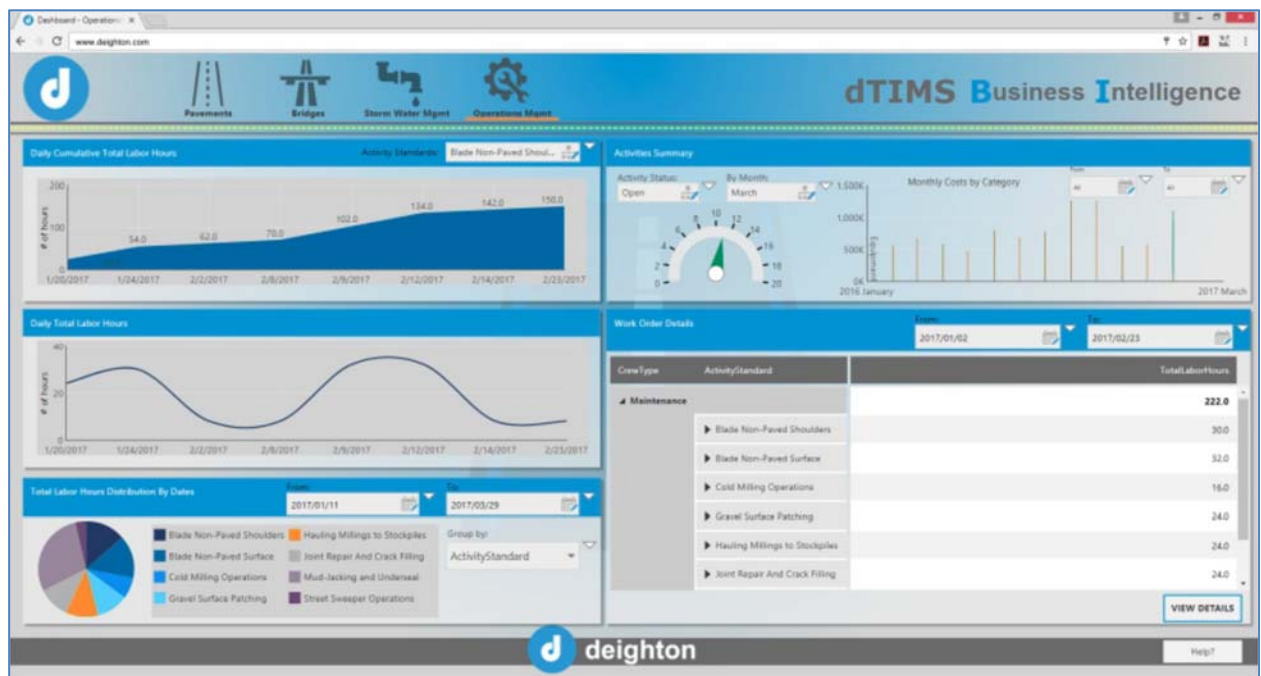 Dashboard - Operation
www.deighton.com
d
Pavements
Bridges
Storm Water Mgmt
Operations Mgmt
dTIMS Business Intelligence
Daily Cumulative Total Labor Hours
Activity Standards:
Blade Non-Paved Shoul...
# of hours
200
100
0
54.0
62.0
70.0
102.0
134.0
142.0
150.0
1/20/2017 1/24/2017 2/2/2017 2/8/2017 2/9/2017 2/12/2017 2/14/2017 2/23/2017
Activities Summary
Activity Status:
Open
By Month:
March
0 2 4 6 8 10 12 14 16 18 20
Monthly Costs by Category
From
All
To
All
1,500K
1,000K
500K
0K
2016 January
2017 March
Daily Total Labor Hours
# of hours
40
20
0
1/20/2017 1/24/2017 2/2/2017 2/8/2017 2/9/2017 2/12/2017 2/14/2017 2/23/2017
Work Order Details
From:
2017/01/02
To:
2017/02/23
CrewType ActivityStandard TotalLaborHours
Maintenance 222.0
Blade Non-Paved Shoulders 30.0
Blade Non-Paved Surface 32.0
Cold Milling Operations 16.0
Gravel Surface Patching 24.0
Hauling Millings to Stockpiles 24.0
Joint Repair And Crack Filling 24.0
VIEW DETAILS
Total Labor Hours Distribution By Dates
From:
2017/01/11
To:
2017/03/29
Blade Non-Paved Shoulders
Blade Non-Paved Surface
Cold Milling Operations
Gravel Surface Patching
Hauling Millings to Stockpiles
Joint Repair And Crack Filling
Mud-Jacking and Underseal
Street Sweeper Operations
Group by:
ActivityStandard
d deighton
Help?